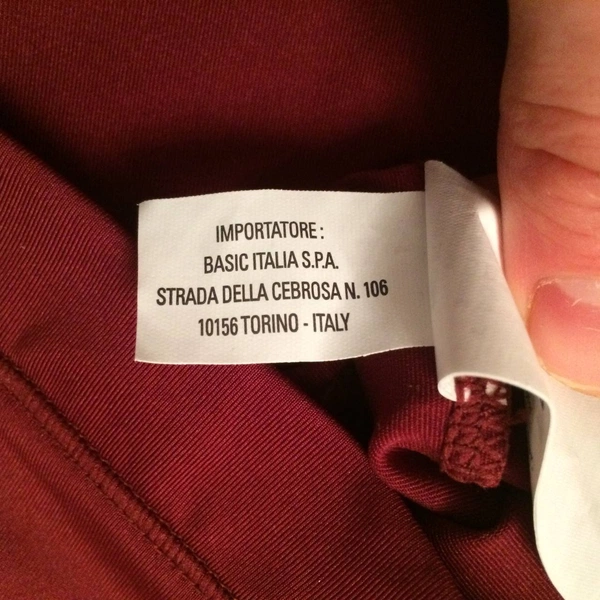 IMPORTATORE:
BASIC ITALIA S.P.A.
STRADA DELLA CEBROSA N. 106
10156 TORINO - ITALY